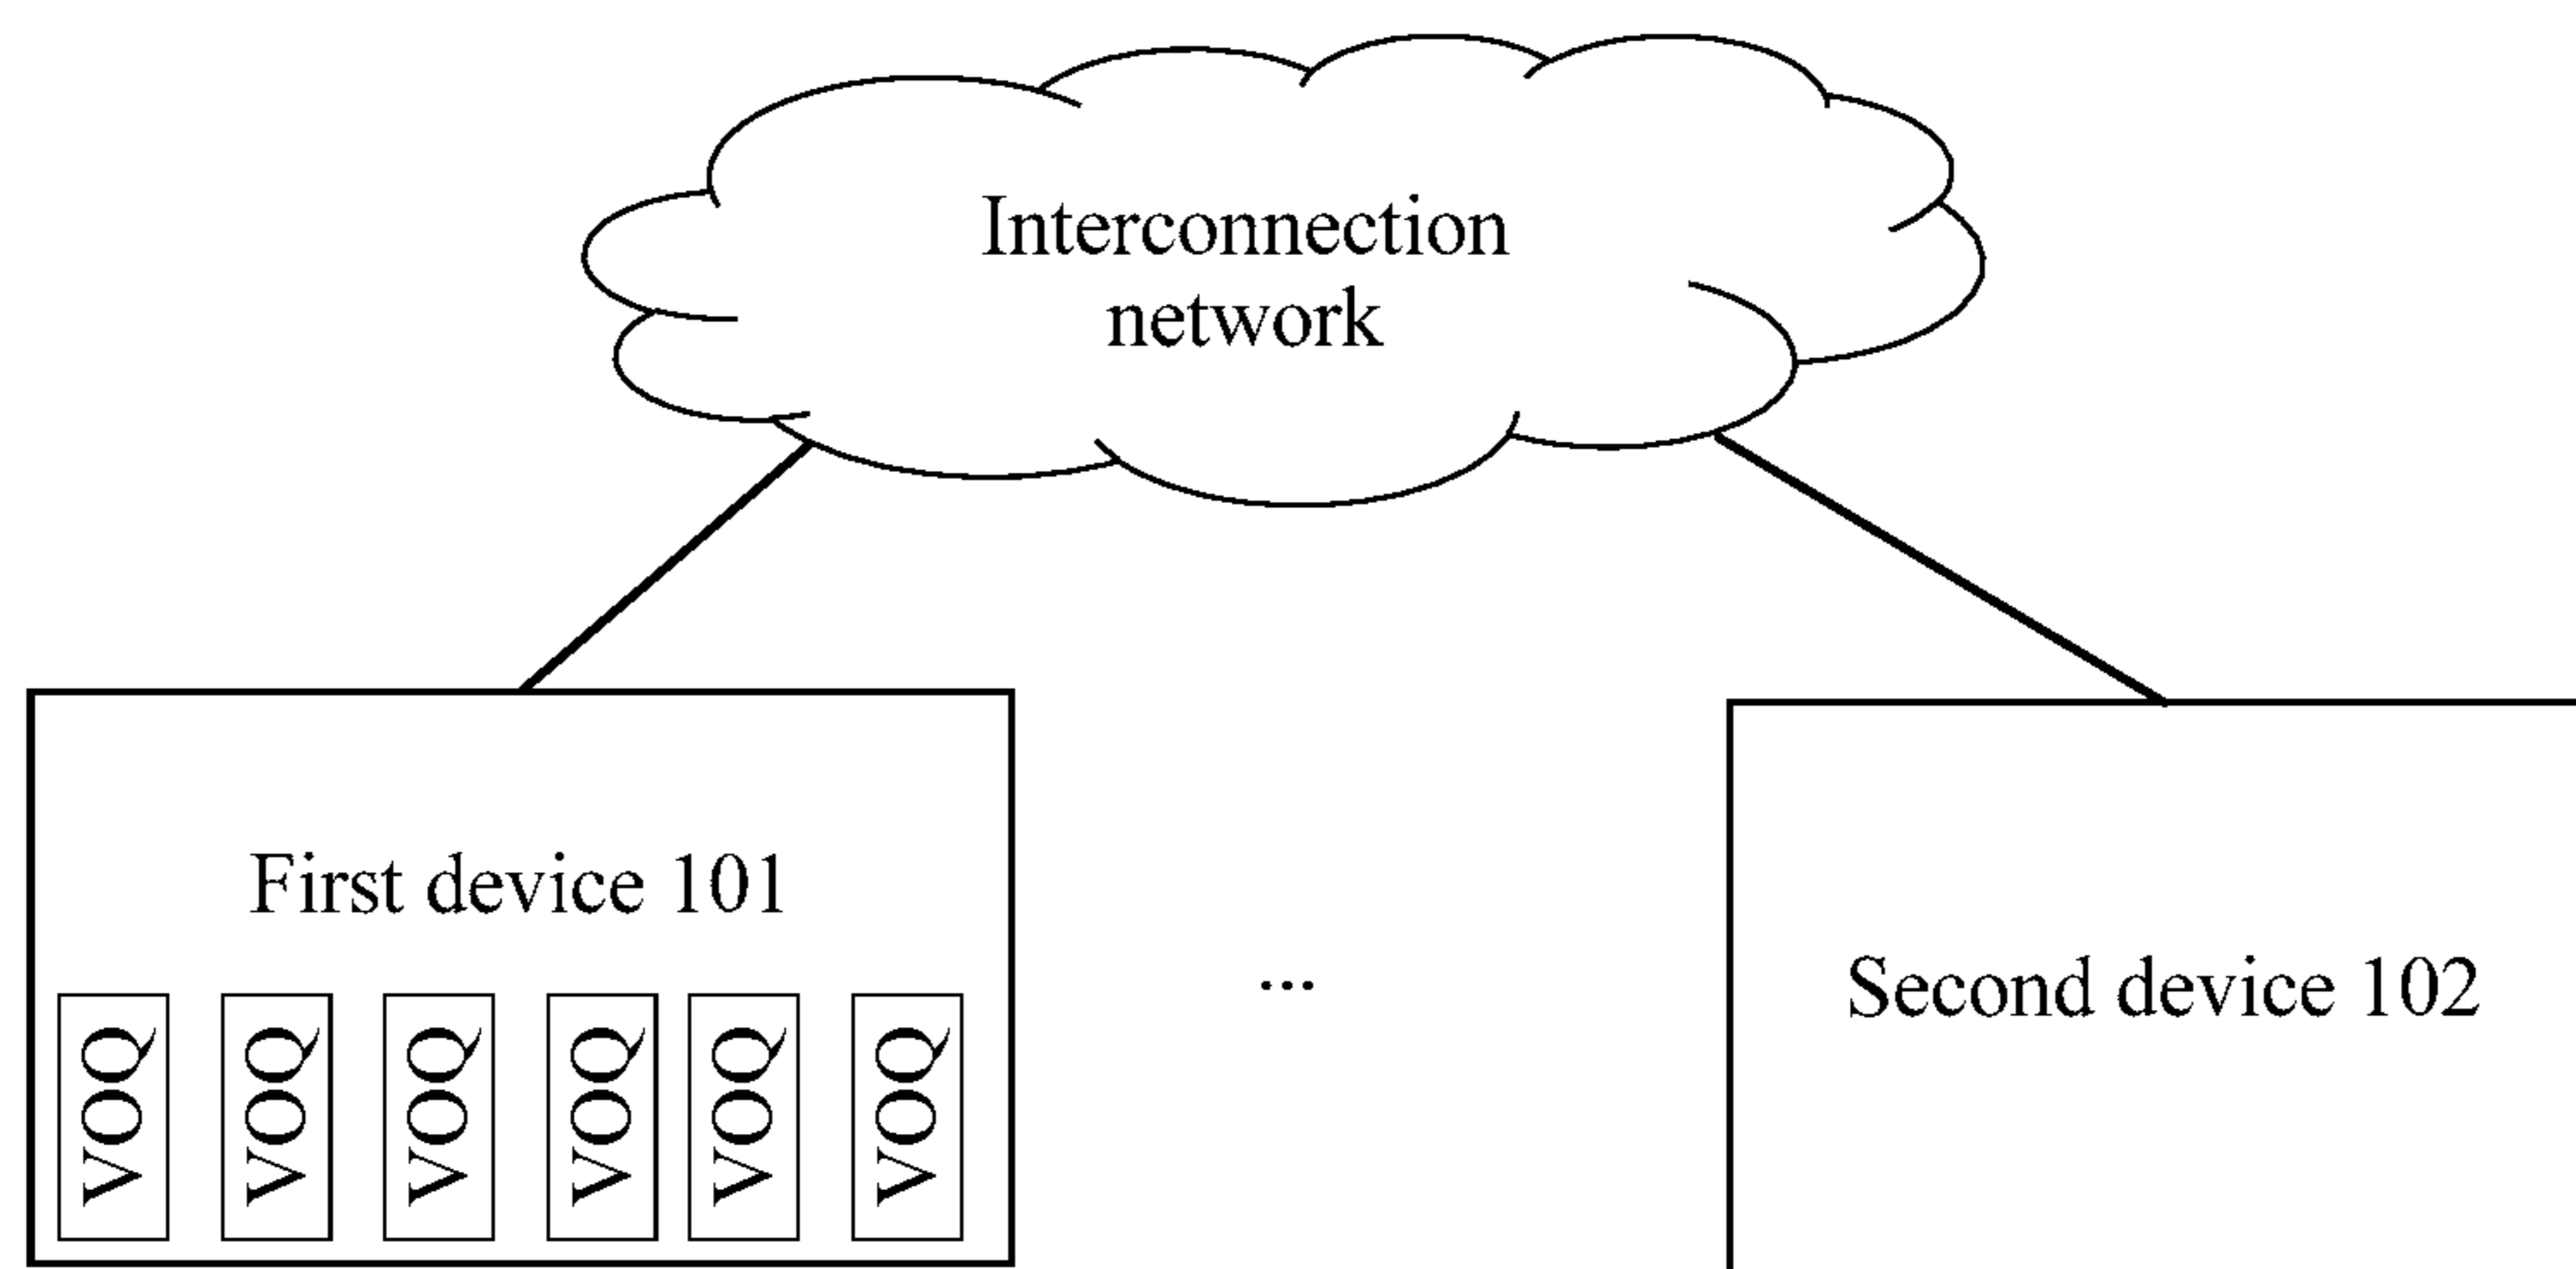 Interconnection
network
First device 101
...
Second device 102
VOQ
VOQ
VOQ
VOQ
VOQ
VOQ